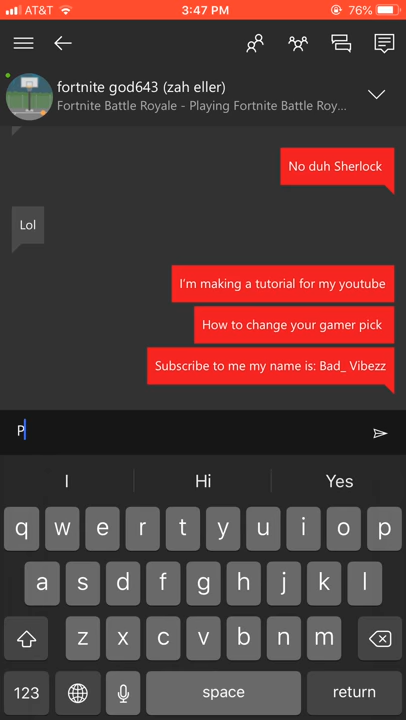 AT&T 3:47 PM 76%
fortnite god643 (zah eller)
Fortnite Battle Royale - Playing Fortnite Battle Roy...
No duh Sherlock
Lol
I'm making a tutorial for my youtube
How to change your gamer pick
Subscribe to me my name is: Bad_ Vibezz
P
I Hi Yes
q w e r t y u i o p
a s d f g h j k l
z x c v b n m
123 space return